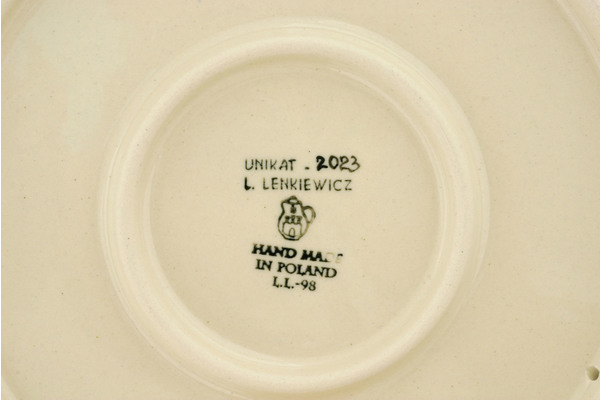 UNIKAT - 2023
L. LENKIEWICZ
HAND MADE
IN POLAND
L.L.-98